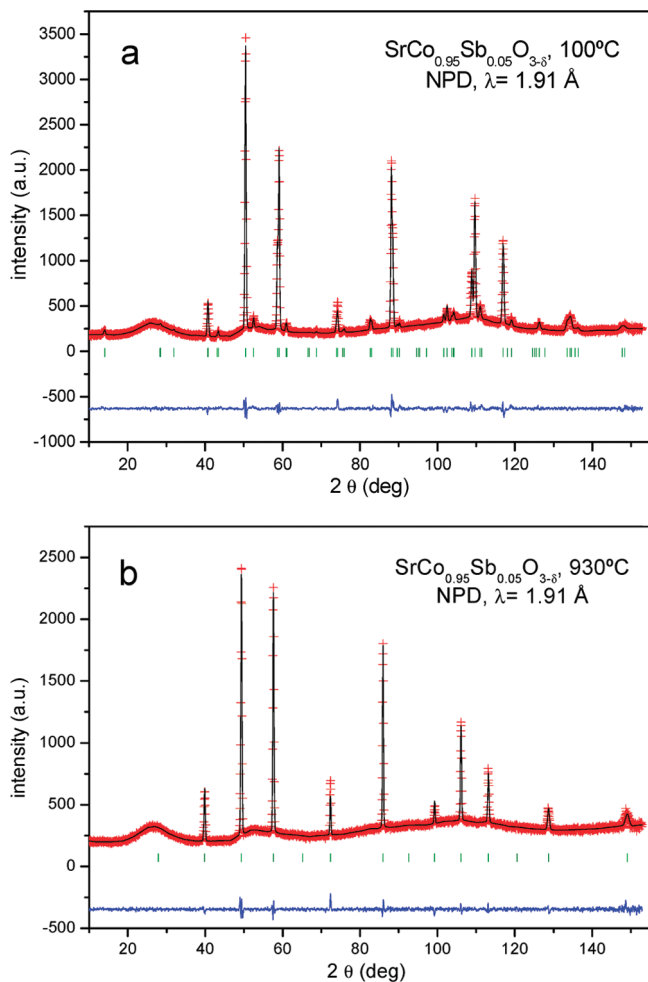 a
SrCo0.95Sb0.05O3-δ, 100ºC
NPD, λ= 1.91 Å
intensity (a.u.)
3500
3000
2500
2000
1500
1000
500
0
-500
-1000
20 40 60 80 100 120 140
2 θ (deg)
b
SrCo0.95Sb0.05O3-δ, 930ºC
NPD, λ= 1.91 Å
intensity (a.u.)
2500
2000
1500
1000
500
0
-500
20 40 60 80 100 120 140
2 θ (deg)